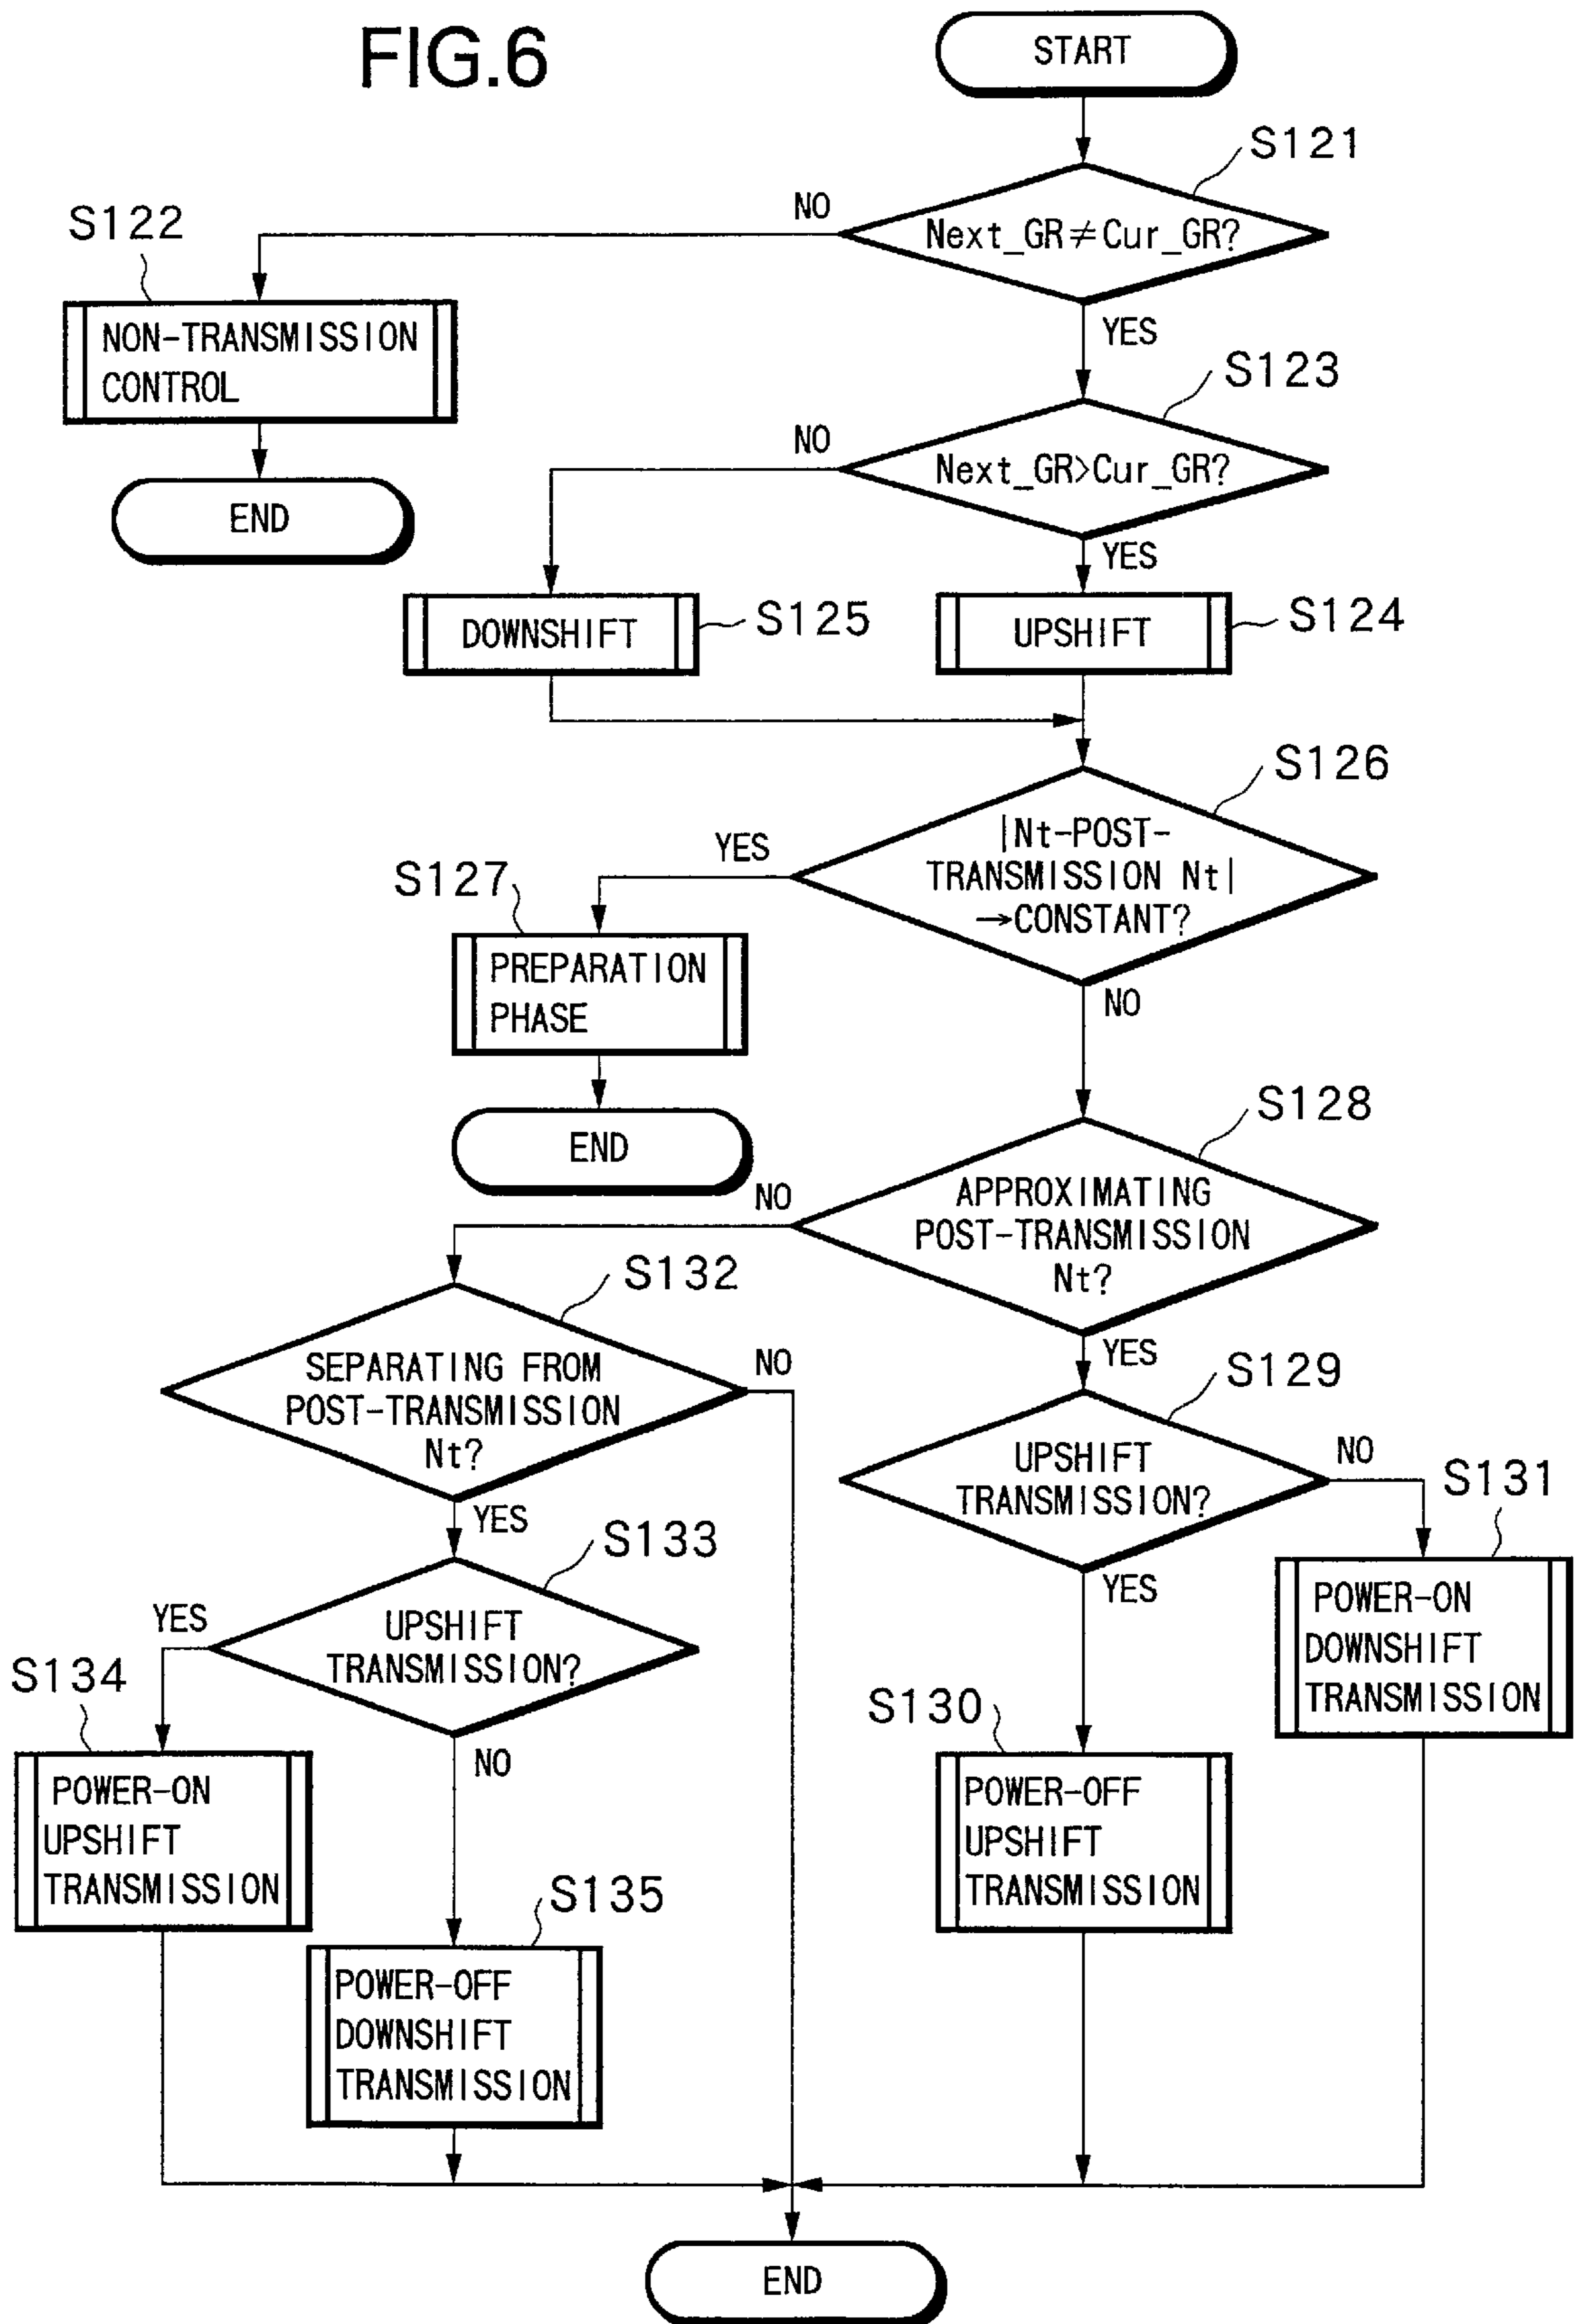 FIG.6
START
S121
NO
Next_GR≠Cur_GR?
S122
YES
NON-TRANSMISSION
CONTROL
S123
NO
Next_GR>Cur_GR?
END
YES
DOWNSHIFT
S125
UPSHIFT
S124
S126
|Nt-POST-
TRANSMISSION Nt|
→CONSTANT?
YES
S127
PREPARATION
PHASE
NO
END
S128
NO
APPROXIMATING
POST-TRANSMISSION
Nt?
S132
YES
SEPARATING FROM
POST-TRANSMISSION
Nt?
NO
S129
UPSHIFT
TRANSMISSION?
NO
S131
YES
S133
YES
POWER-ON
DOWNSHIFT
TRANSMISSION
YES
UPSHIFT
TRANSMISSION?
S134
S130
NO
POWER-ON
UPSHIFT
TRANSMISSION
POWER-OFF
UPSHIFT
TRANSMISSION
S135
POWER-OFF
DOWNSHIFT
TRANSMISSION
END